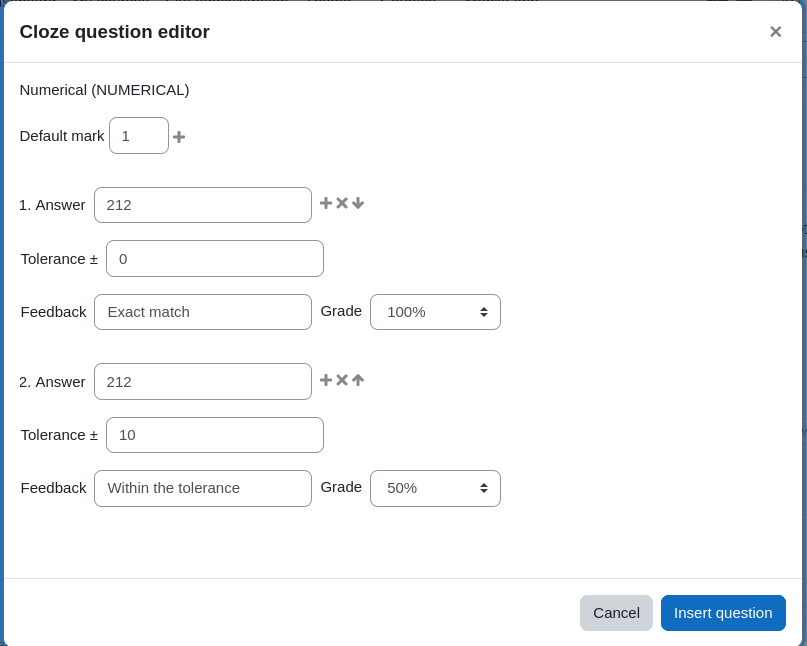 Cloze question editor ×
Numerical (NUMERICAL)
Default mark 1
1. Answer 212
Tolerance ± 0
Feedback Exact match Grade 100%
2. Answer 212
Tolerance ± 10
Feedback Within the tolerance Grade 50%
Cancel Insert question